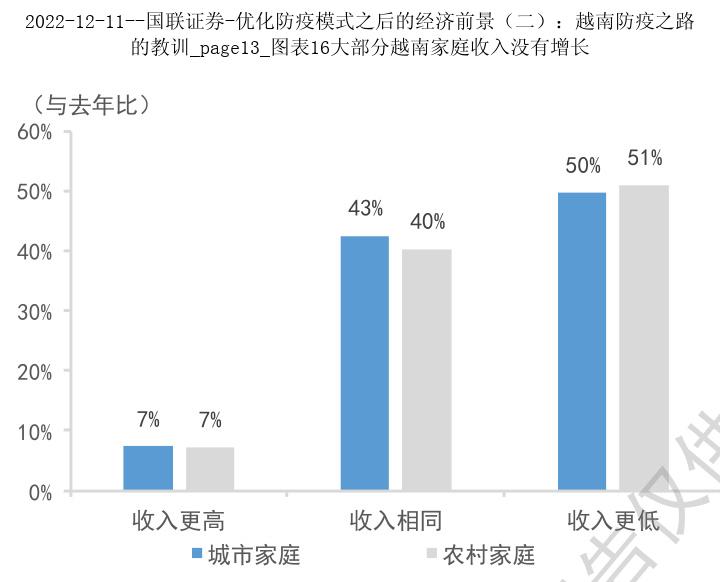 2022-12-11--国联证券-优化防疫模式之后的经济前景（二）：越南防疫之路
的教训_page13_图表16大部分越南家庭收入没有增长
（与去年比）
60%
50%
40%
30%
20%
10%
0%
7%
7%
43%
40%
50%
51%
收入更高
收入相同
收入更低
城市家庭
农村家庭
告仅供